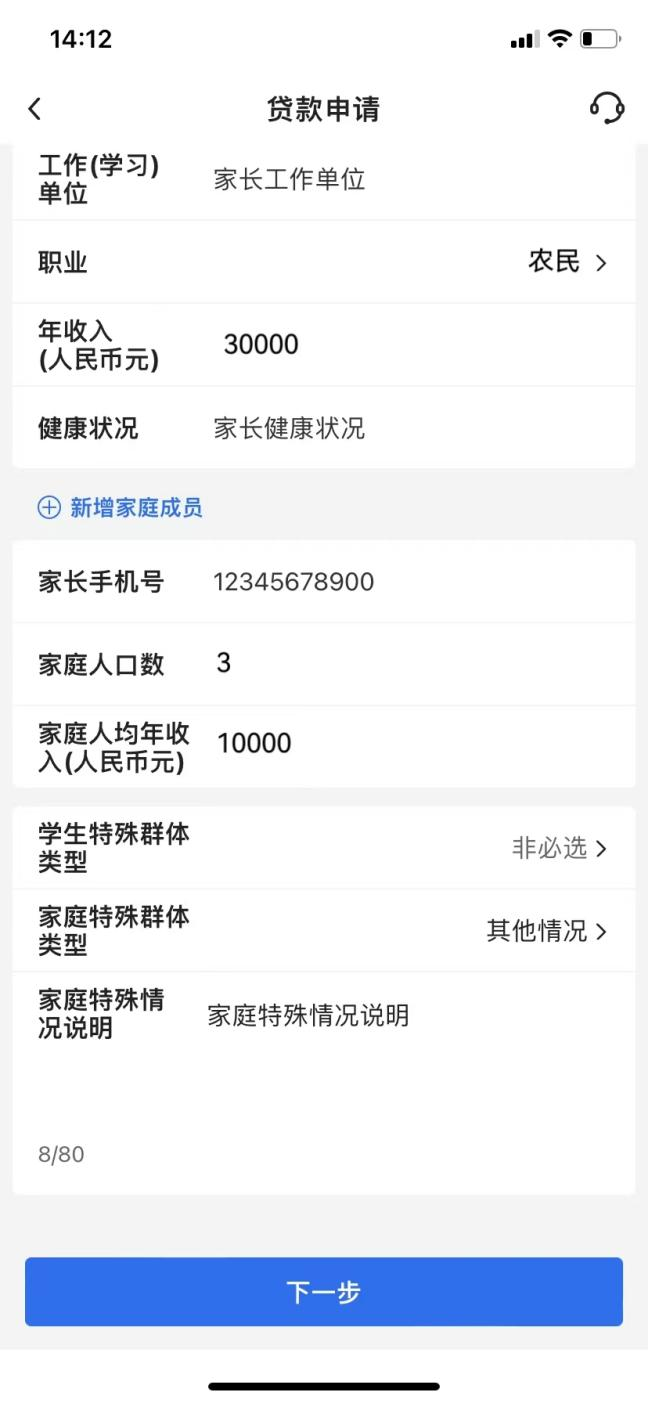 14:12
贷款申请
工作(学习)
单位
家长工作单位
职业
农民
年收入
(人民币元)
30000
健康状况
家长健康状况
新增家庭成员
家长手机号
12345678900
家庭人口数
3
家庭人均年收
入(人民币元)
10000
学生特殊群体
类型
非必选
家庭特殊群体
类型
其他情况
家庭特殊情
况说明
家庭特殊情况说明
8/80
下一步